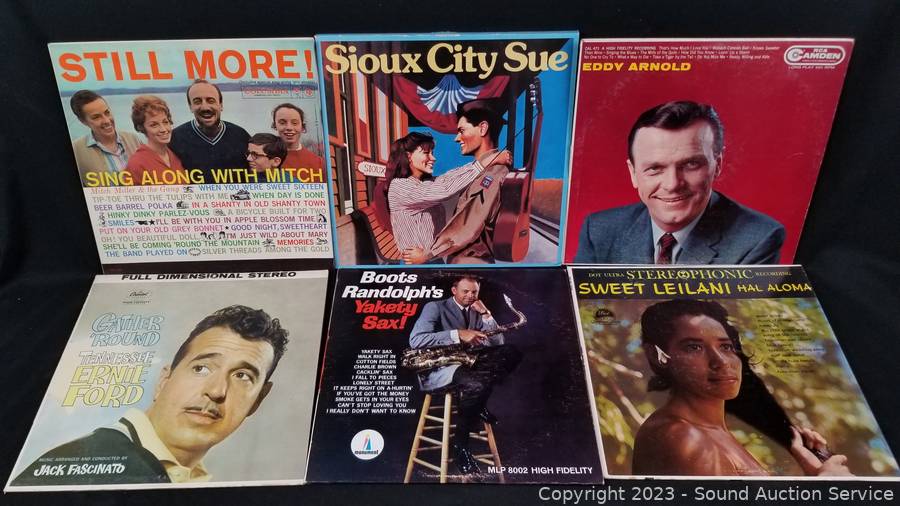 STILL MORE!
COLUMBIA
SING ALONG WITH MITCH
Mitch Miller & the Gang
WHEN YOU WERE SWEET SIXTEEN
TIP-TOE THRU THE TULIPS WITH ME WHEN DAY IS DONE
BEER BARREL POLKA IN A SHANTY IN OLD SHANTY TOWN
HINKY DINKY PARLEZ-VOUS A BICYCLE BUILT FOR TWO
SMILES I'LL BE WITH YOU IN APPLE BLOSSOM TIME
PUT ON YOUR OLD GREY BONNET GOOD NIGHT, SWEETHEART
OH! YOU BEAUTIFUL DOLL I'M JUST WILD ABOUT MARY
SHE'LL BE COMING 'ROUND THE MOUNTAIN MEMORIES
THE BAND PLAYED ON SILVER THREADS AMONG THE GOLD
Sioux City Sue
SIOUX
CAL 471 A HIGH FIDELITY RECORDING
RCA
CAMDEN
LONG PLAY
EDDY ARNOLD
FULL DIMENSIONAL STEREO
Capitol
GATHER
'ROUND
TENNESSEE
ERNIE
FORD
MUSIC ARRANGED AND CONDUCTED BY
JACK FASCINATO
Boots
Randolph's
Yakety
Sax!
YAKETY SAX
WALK RIGHT IN
COTTON FIELDS
CHARLIE BROWN
CACKLIN' SAX
I FALL TO PIECES
LONELY STREET
IT KEEPS RIGHT ON A-HURTIN'
IF YOU'VE GOT THE MONEY
SMOKE GETS IN YOUR EYES
CAN'T STOP LOVING YOU
I REALLY DON'T WANT TO KNOW
monument
MLP 8002 HIGH FIDELITY
DOT ULTRA STEREOPHONIC RECORDING
SWEET LEILANI HAL ALOMA
Copyright 2023 - Sound Auction Service